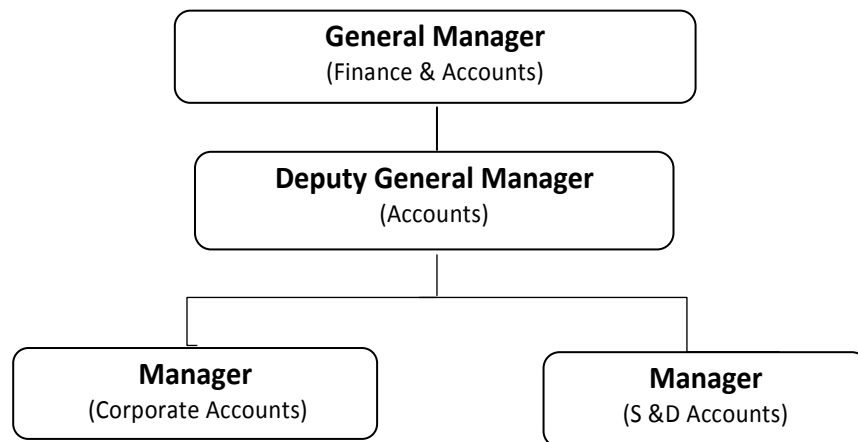 General Manager
(Finance & Accounts)
Deputy General Manager
(Accounts)
Manager
(Corporate Accounts)
Manager
(S &D Accounts)